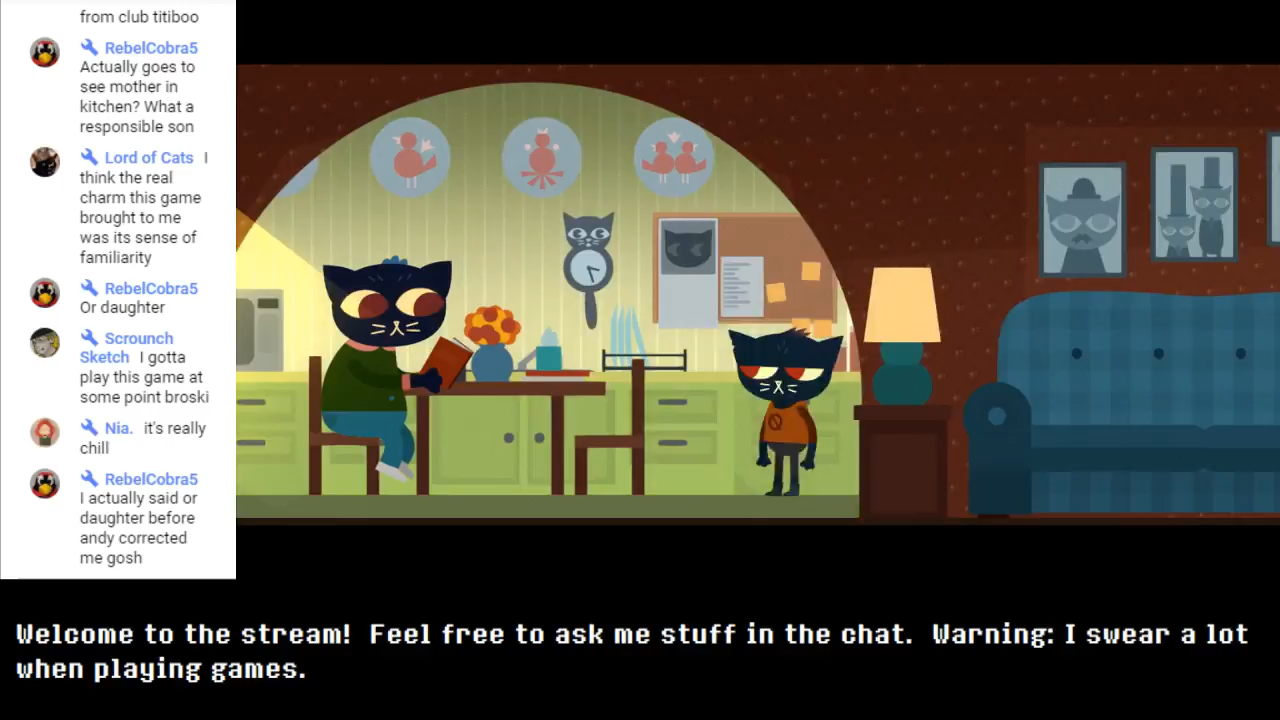 from club titiboo
RebelCobra5
Actually goes to
see mother in
kitchen? What a
responsible son
Lord of Cats I
think the real
charm this game
brought to me
was its sense of
familiarity
RebelCobra5
Or daughter
Scrounch
Sketch I gotta
play this game at
some point broski
Nia. it's really
chill
RebelCobra5
I actually said or
daughter before
andy corrected
me gosh
Welcome to the stream! Feel free to ask me stuff in the chat. Warning: I swear a lot
when playing games.